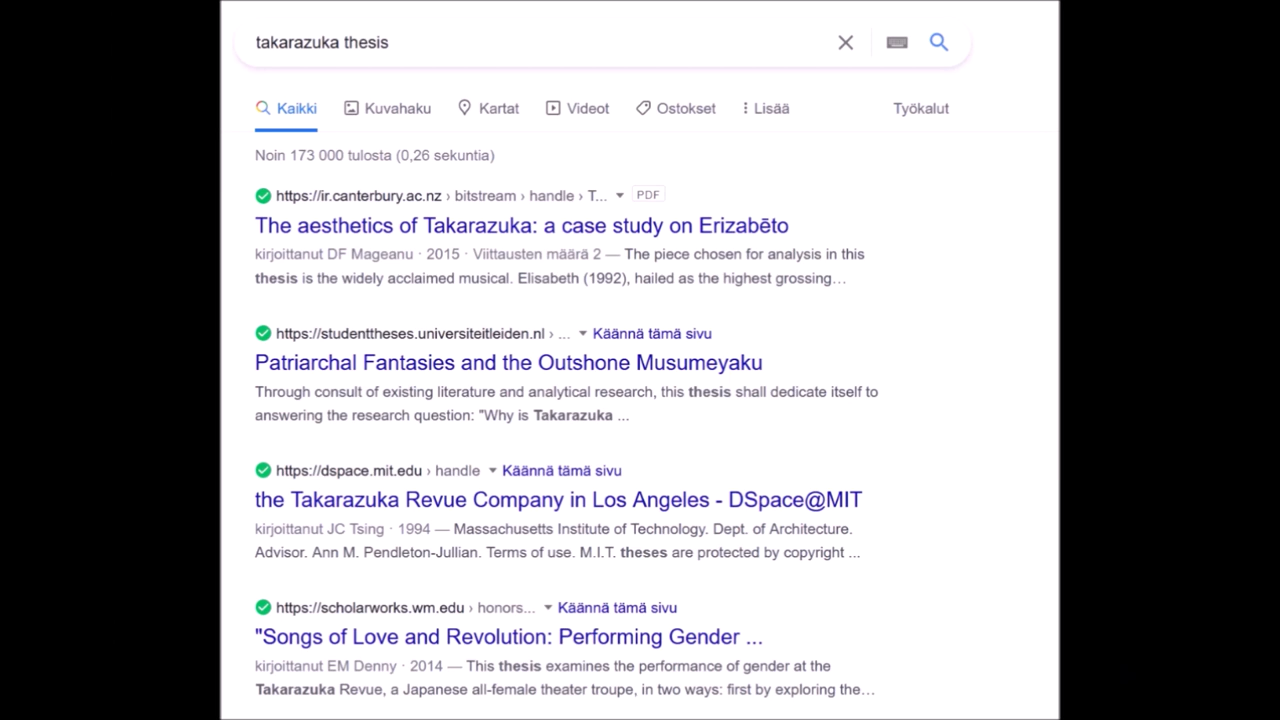 takarazuka thesis
Kaikki Kuvahaku Kartat Videot Ostokset Lisää Työkalut
Noin 173 000 tulosta (0,26 sekuntia)
https://ir.canterbury.ac.nz › bitstream › handle › T... PDF
The aesthetics of Takarazuka: a case study on Erizabēto
kirjoittanut DF Mageanu · 2015 · Viittausten määrä 2 — The piece chosen for analysis in this
thesis is the widely acclaimed musical. Elisabeth (1992), hailed as the highest grossing…
https://studenttheses.universiteitleiden.nl › ... Käännä tämä sivu
Patriarchal Fantasies and the Outshone Musumeyaku
Through consult of existing literature and analytical research, this thesis shall dedicate itself to
answering the research question: "Why is Takarazuka ...
https://dspace.mit.edu › handle Käännä tämä sivu
the Takarazuka Revue Company in Los Angeles - DSpace@MIT
kirjoittanut JC Tsing · 1994 — Massachusetts Institute of Technology. Dept. of Architecture.
Advisor. Ann M. Pendleton-Jullian. Terms of use. M.I.T. theses are protected by copyright ...
https://scholarworks.wm.edu › honors... Käännä tämä sivu
"Songs of Love and Revolution: Performing Gender ...
kirjoittanut EM Denny · 2014 — This thesis examines the performance of gender at the
Takarazuka Revue, a Japanese all-female theater troupe, in two ways: first by exploring the…